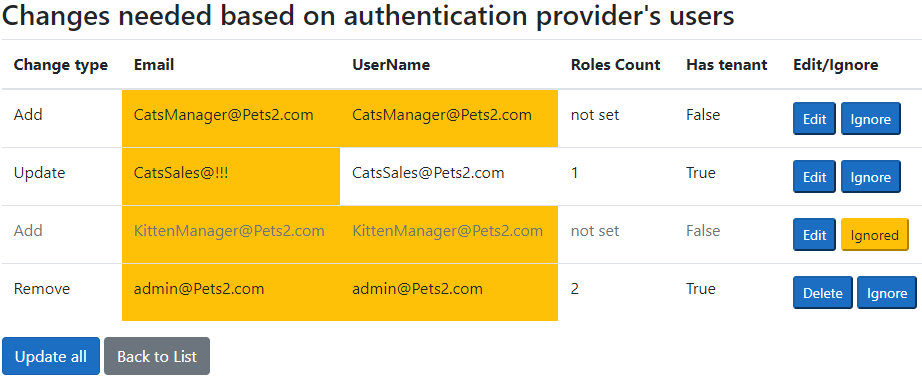 Changes needed based on authentication provider's users
Change type Email UserName Roles Count Has tenant Edit/Ignore
Add CatsManager@Pets2.com CatsManager@Pets2.com not set False Edit Ignore
Update CatsSales@!!! CatsSales@Pets2.com 1 True Edit Ignore
Add KittenManager@Pets2.com KittenManager@Pets2.com not set False Edit Ignored
Remove admin@Pets2.com admin@Pets2.com 2 True Delete Ignore
Update all Back to List